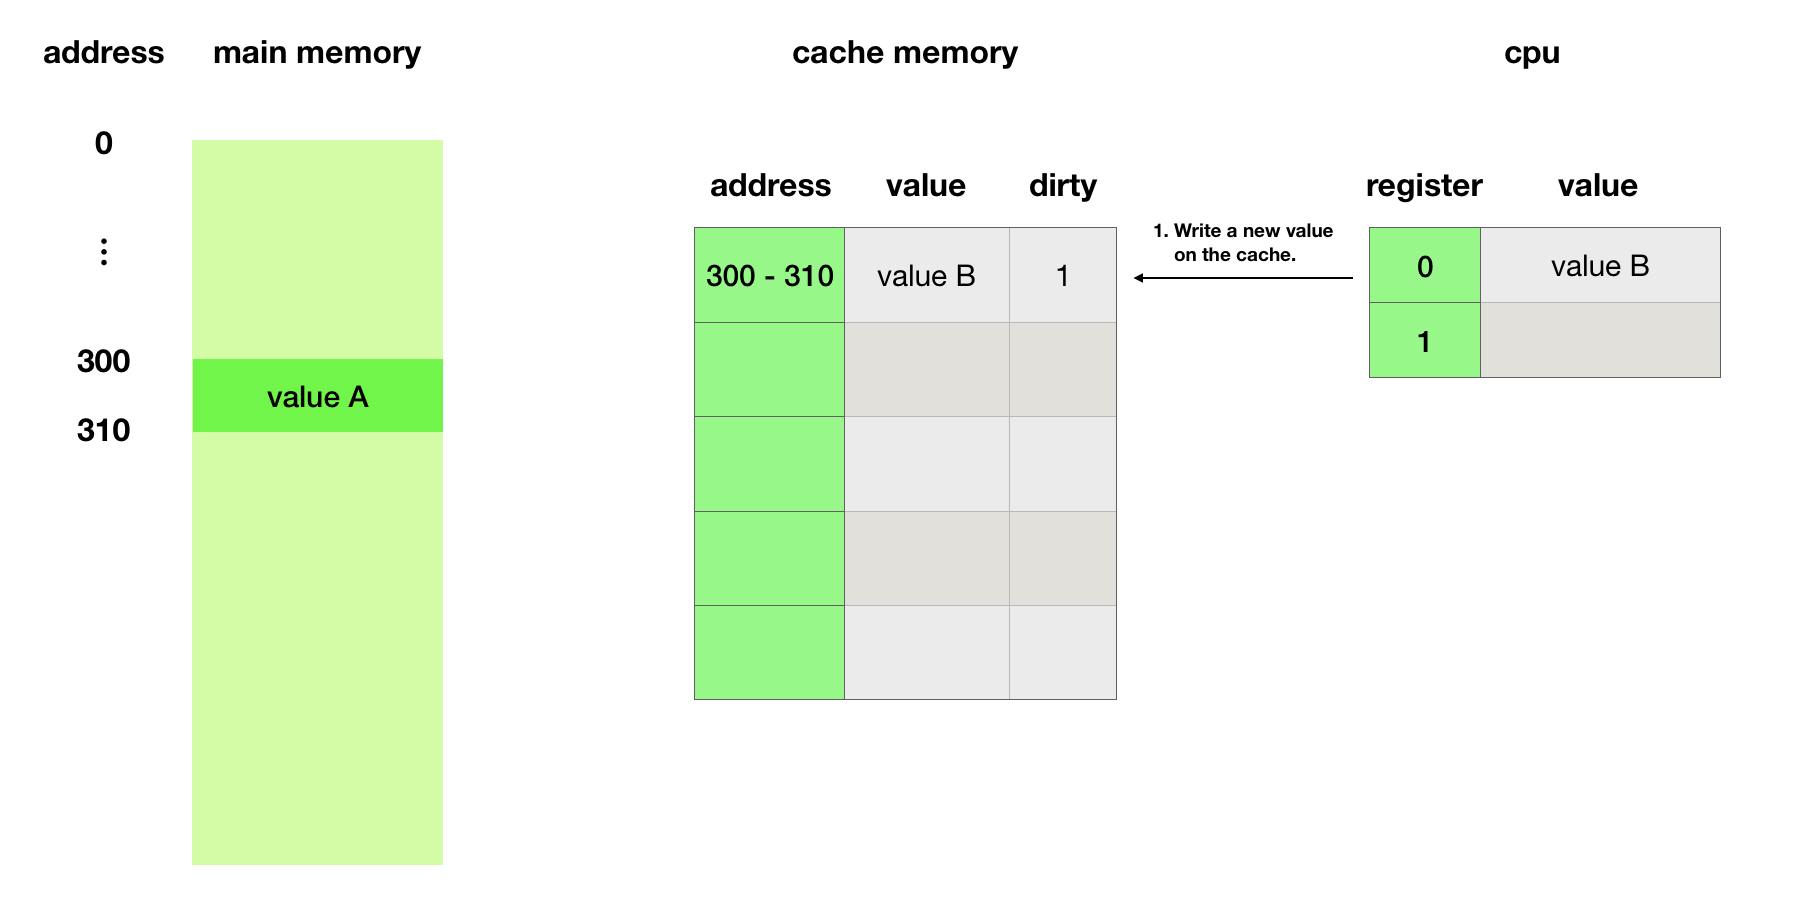 address main memory cache memory cpu
0
⋮
300
value A
310
address value dirty
300 - 310 value B 1
1. Write a new value
on the cache.
register value
0 value B
1